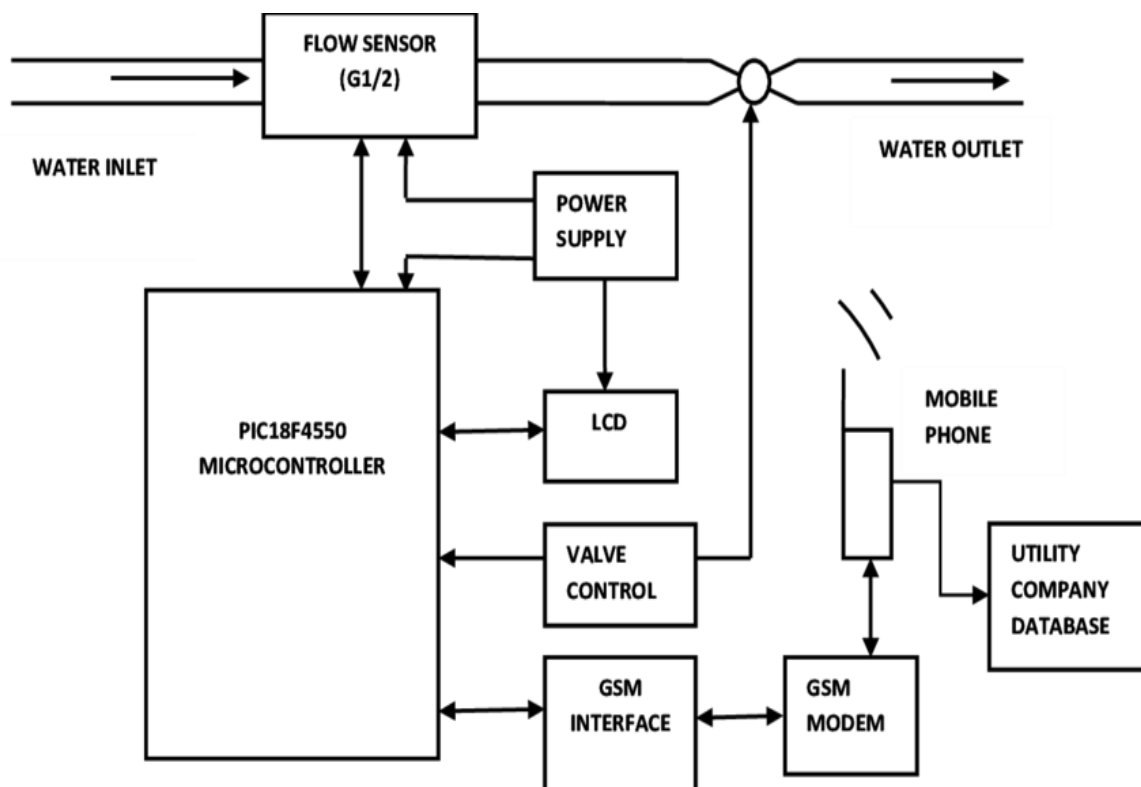 FLOW SENSOR
(G1/2)
WATER INLET
WATER OUTLET
POWER
SUPPLY
PIC18F4550
MICROCONTROLLER
LCD
MOBILE
PHONE
VALVE
CONTROL
UTILITY
COMPANY
DATABASE
GSM
INTERFACE
GSM
MODEM